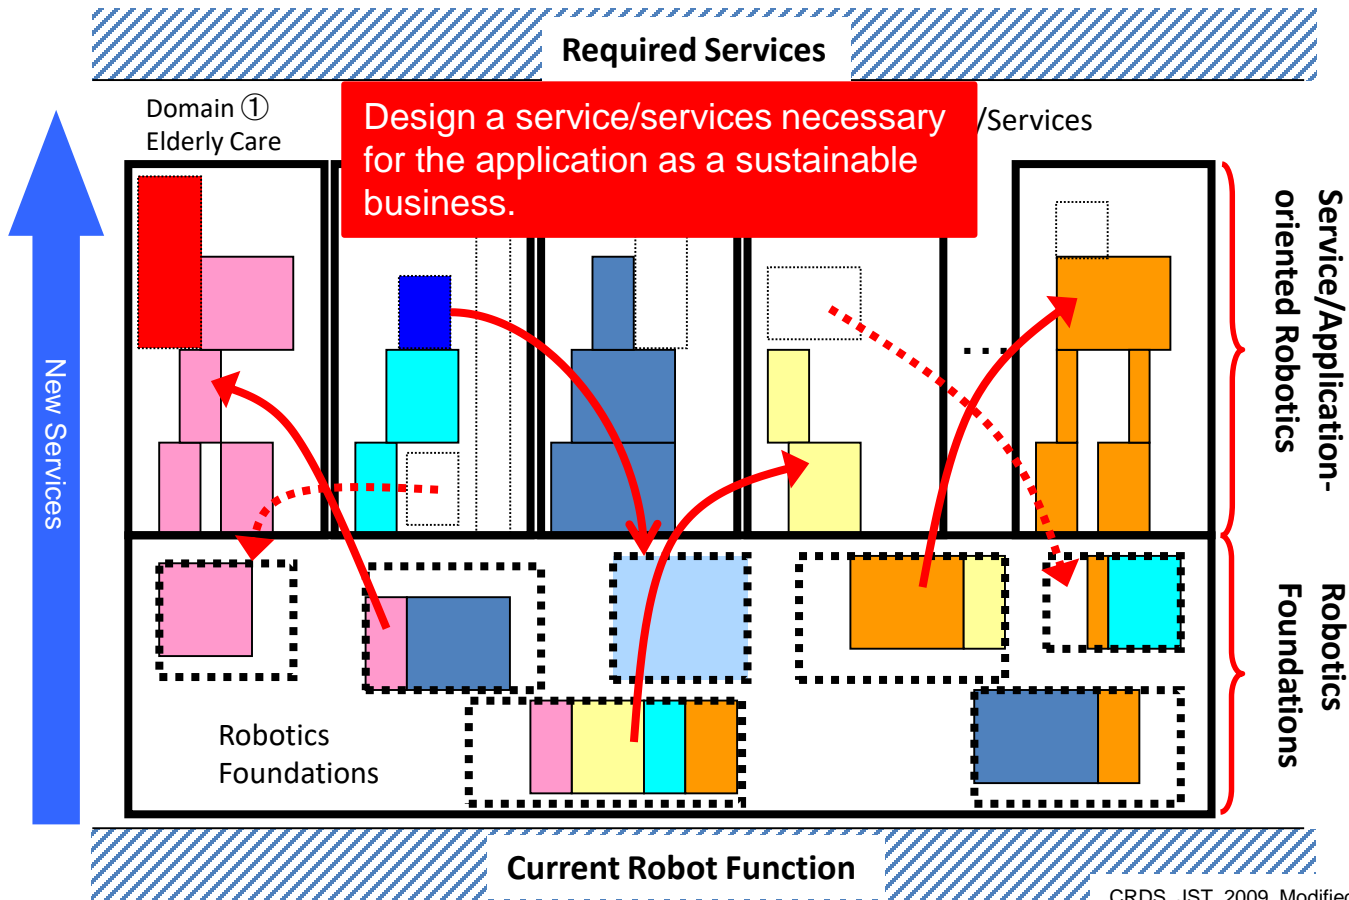 Required Services
Domain ①
Elderly Care
Design a service/services necessary
for the application as a sustainable
business.
/Services
New Services
Service/Application-
oriented Robotics
Robotics
Foundations
Robotics
Foundations
Current Robot Function
CRDS, JST, 2009, Modified